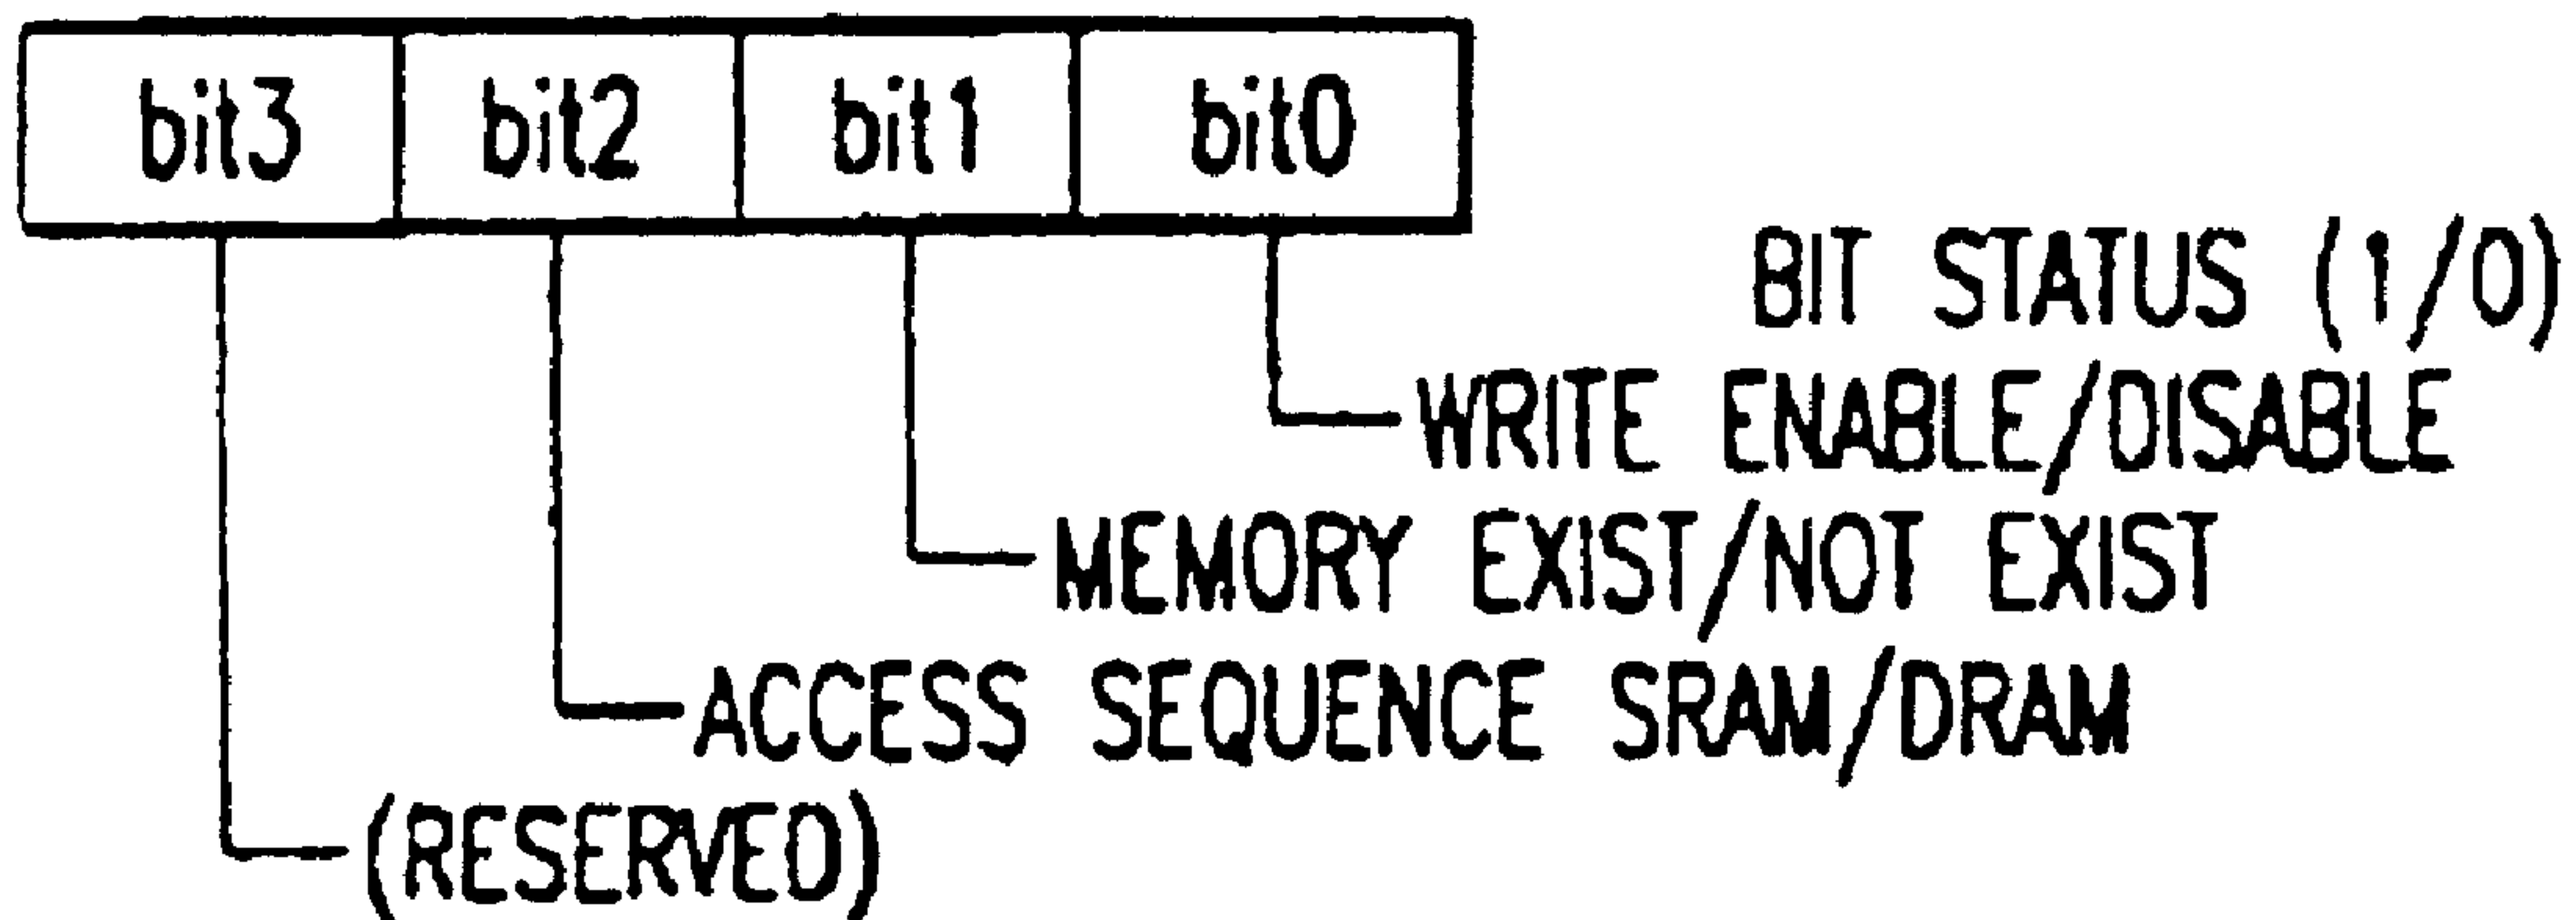 bit3 bit2 bit1 bit0
BIT STATUS (1/0)
WRITE ENABLE/DISABLE
MEMORY EXIST/NOT EXIST
ACCESS SEQUENCE SRAM/DRAM
(RESERVED)